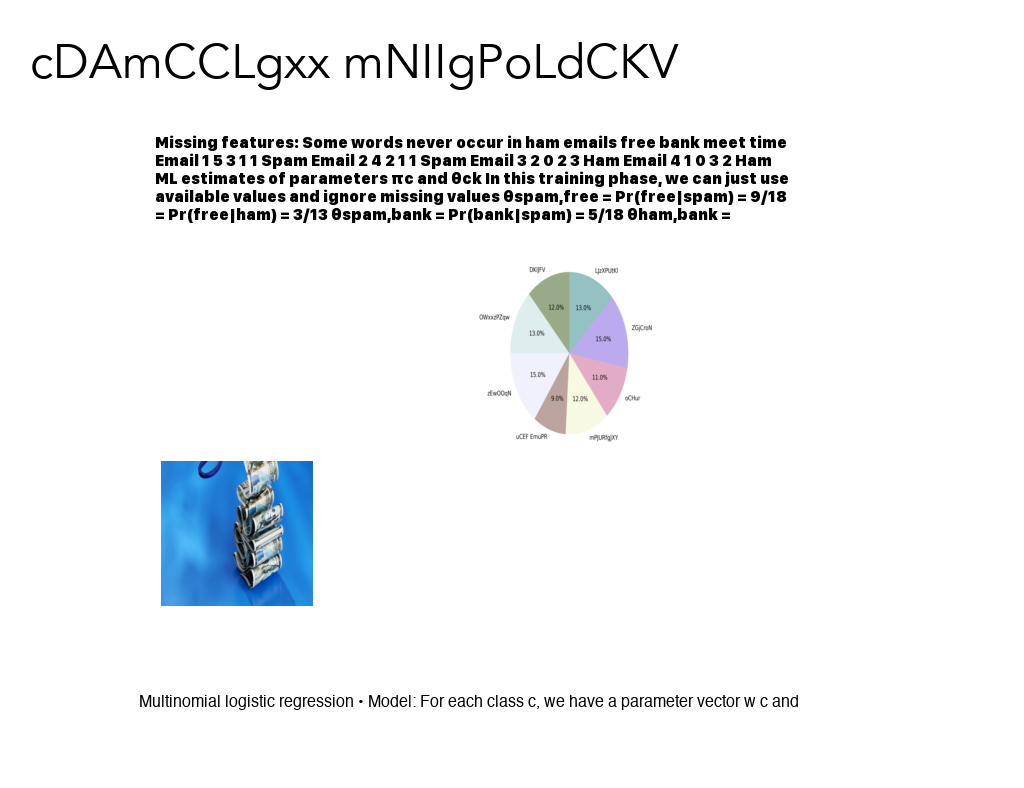 cDAmCCLgxx mNIIgPoLdCKV
Missing features: Some words never occur in ham emails free bank meet time
Email 1 5 3 1 1 Spam Email 2 4 2 1 1 Spam Email 3 2 0 2 3 Ham Email 4 1 0 3 2 Ham
ML estimates of parameters πc and θck In this training phase, we can just use
available values and ignore missing values θspam,free = Pr(free|spam) = 9/18
= Pr(free|ham) = 3/13 θspam,bank = Pr(bank|spam) = 5/18 θham,bank =
DKIJFV
LJzXPUtKl
12.0%
13.0%
OWxxzPZqw
ZGjCroN
13.0%
15.0%
15.0%
11.0%
zEwOOqN
oCHur
9.0%
12.0%
uCEF EmuPR
mPJURfgJXY
Multinomial logistic regression • Model: For each class c, we have a parameter vector w c and